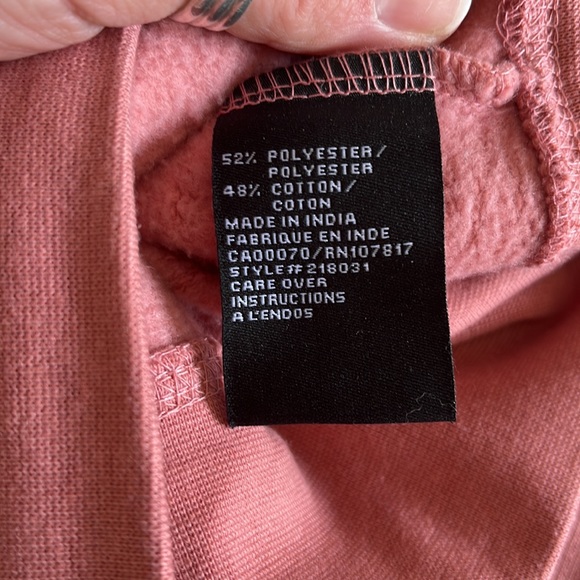 52% POLYESTER/
POLYESTER
48% COTTON/
COTON
MADE IN INDIA
FABRIQUE EN INDE
CA00070/RN107817
STYLE# 218031
CARE OVER
INSTRUCTIONS
A L'ENDOS